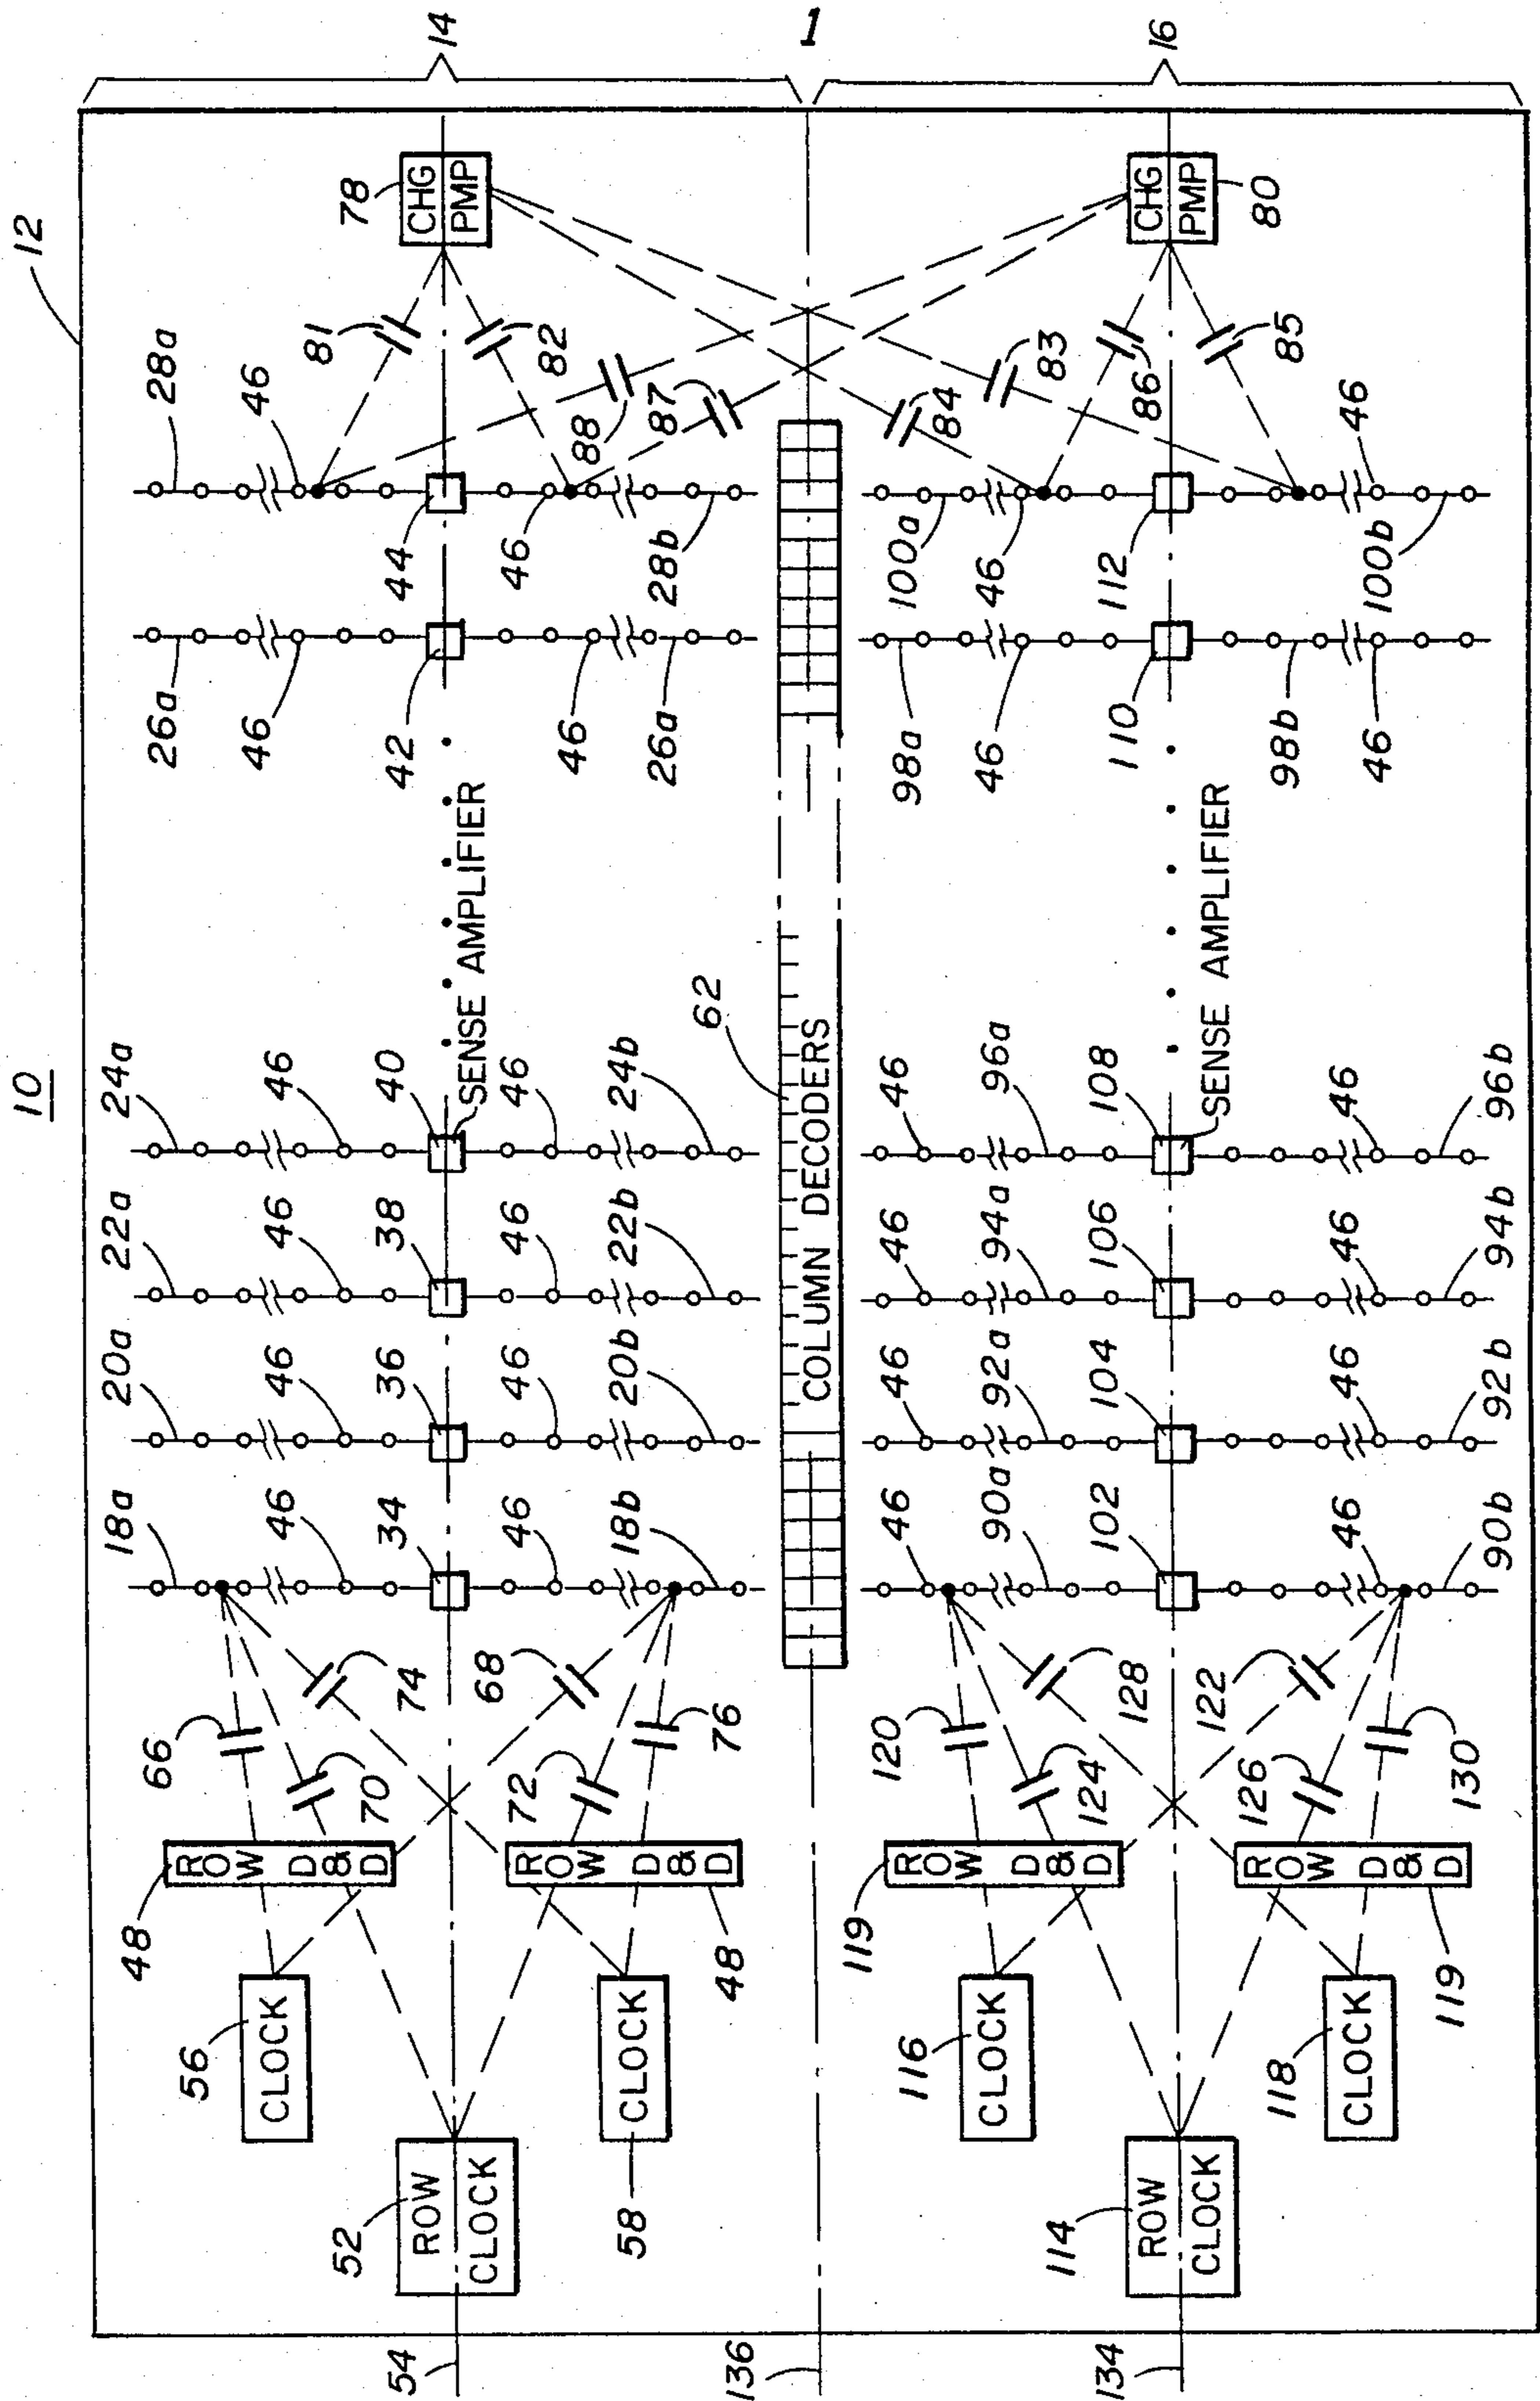 10
12
14
1
16
18a
20a
22a
24a
26a
28a
46
46
46
46
46
46
34
36
38
40
42
44
SENSE AMPLIFIER
46
46
46
46
46
46
18b
20b
22b
24b
26a
28b
66
70
74
68
72
76
48
ROW D&D
48
ROW D&D
56
CLOCK
58
CLOCK
52
ROW CLOCK
54
78
CHG PMP
81
82
88
87
84
83
86
85
80
CHG PMP
62
COLUMN DECODERS
136
46
46
46
46
90a
92a
94a
96a
98a
100a
46
46
102
104
106
108
110
112
SENSE AMPLIFIER
46
46
46
46
46
46
90b
92b
94b
96b
98b
100b
120
124
128
122
126
130
119
ROW D&D
119
ROW D&D
116
CLOCK
118
CLOCK
114
ROW CLOCK
134